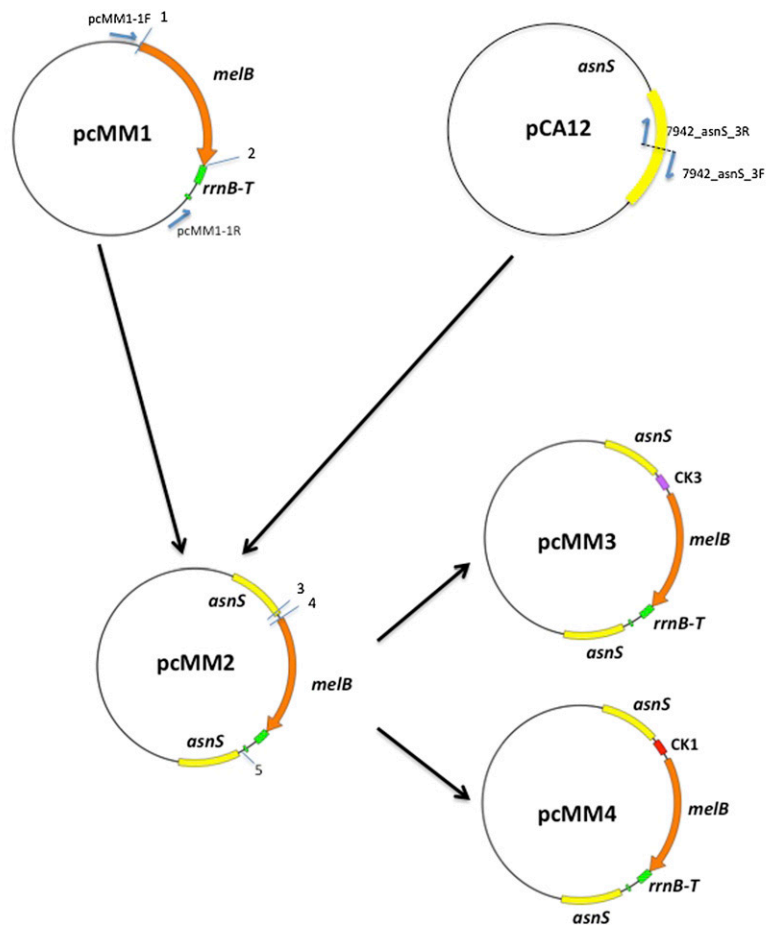 pcMM1-1F
1
melB
pcMM1
2
rrnB-T
pcMM1-1R
asnS
pCA12
7942_asnS_3R
7942_asnS_3F
asnS
3
4
pcMM2
melB
asnS
5
asnS
CK3
pcMM3
melB
rrnB-T
asnS
asnS
CK1
pcMM4
melB
rrnB-T
asnS